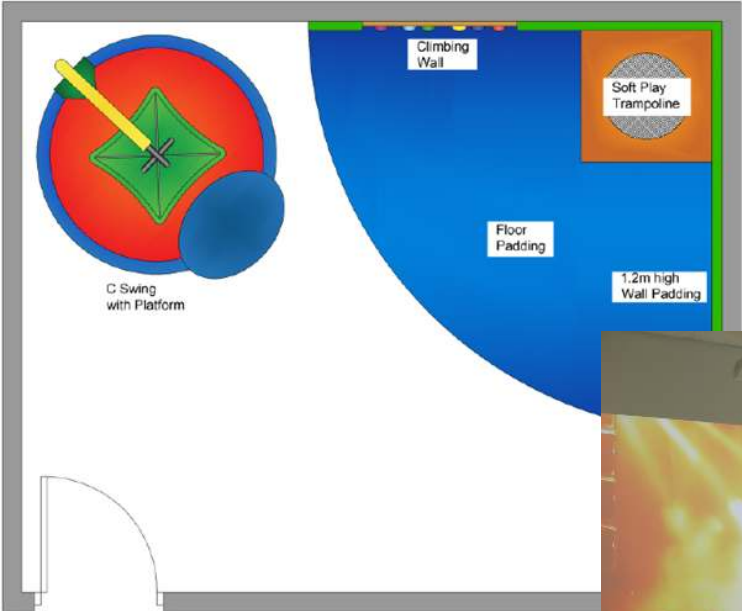 Climbing
Wall
Soft Play
Trampoline
Floor
Padding
1.2m high
Wall Padding
C Swing
with Platform